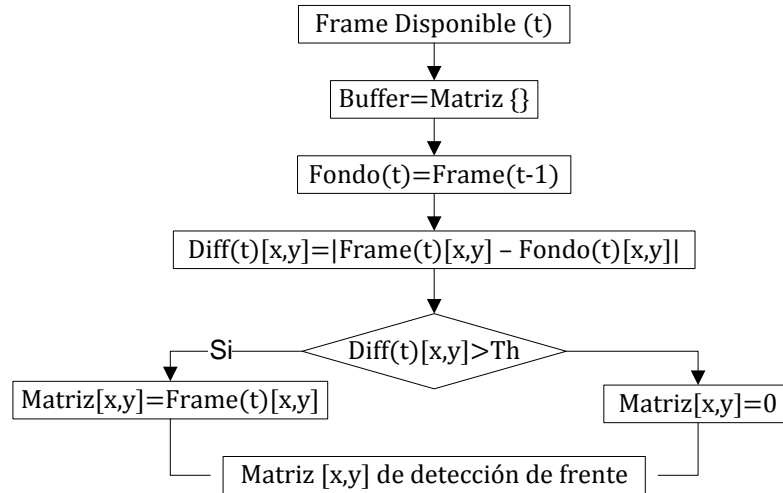 Frame Disponible (t)
Buffer=Matriz {}
Fondo(t)=Frame(t-1)
Diff(t)[x,y]=|Frame(t)[x,y] – Fondo(t)[x,y]|
Si
Diff(t)[x,y]>Th
Matriz[x,y]=Frame(t)[x,y]
Matriz[x,y]=0
Matriz [x,y] de detección de frente